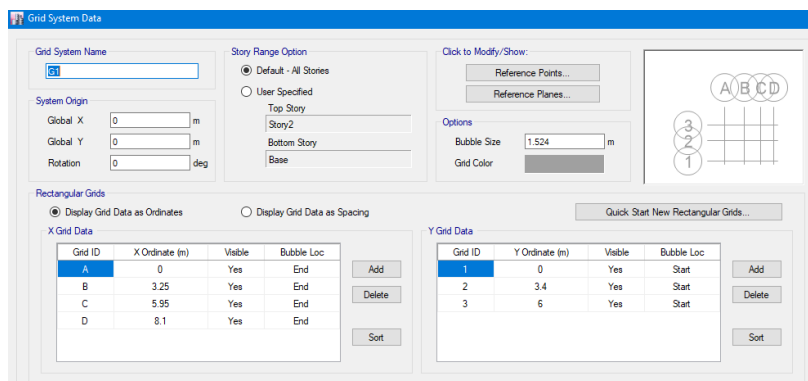 Grid System Data
Grid System Name
G1
System Origin
Global X 0 m
Global Y 0 m
Rotation 0 deg
Story Range Option
Default - All Stories
User Specified
Top Story
Story2
Bottom Story
Base
Click to Modify/Show:
Reference Points...
Reference Planes...
Options
Bubble Size 1.524 m
Grid Color
A B C D
3
2
1
Rectangular Grids
Display Grid Data as Ordinates Display Grid Data as Spacing Quick Start New Rectangular Grids...
X Grid Data
Grid ID X Ordinate (m) Visible Bubble Loc
A 0 Yes End
B 3.25 Yes End
C 5.95 Yes End
D 8.1 Yes End
Add
Delete
Sort
Y Grid Data
Grid ID Y Ordinate (m) Visible Bubble Loc
1 0 Yes Start
2 3.4 Yes Start
3 6 Yes Start
Add
Delete
Sort